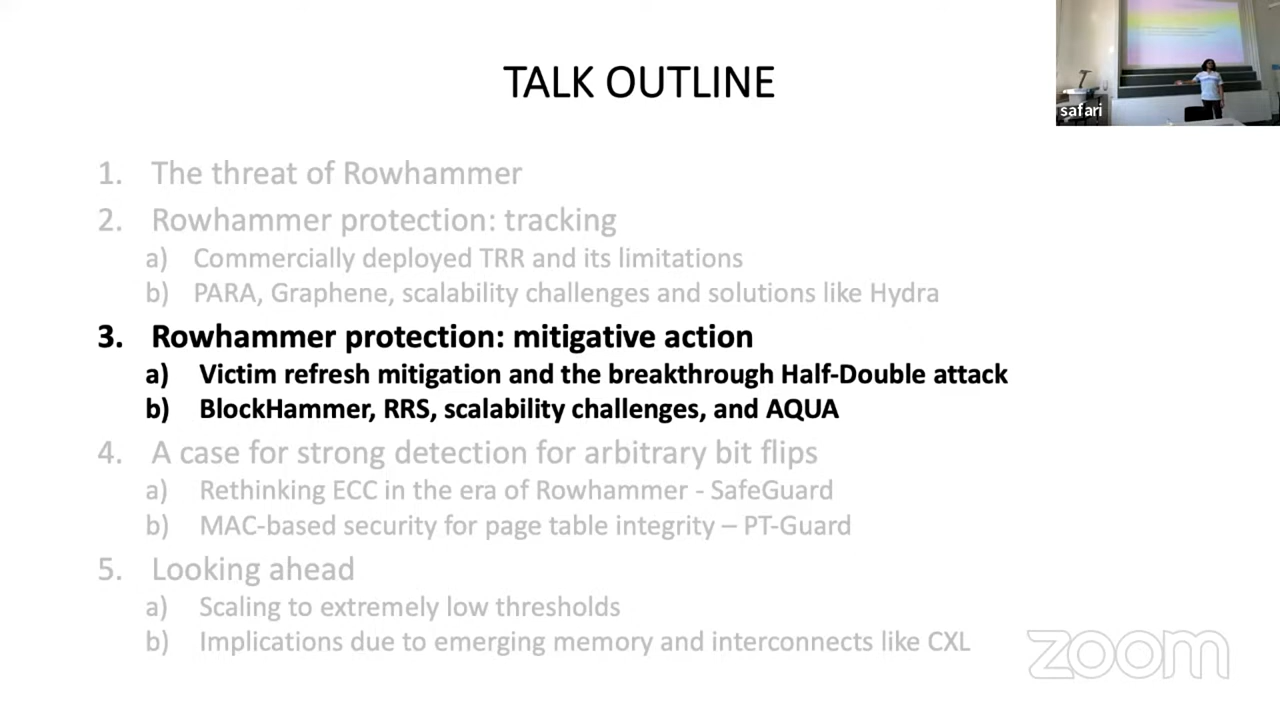 TALK OUTLINE
safari
1. The threat of Rowhammer
2. Rowhammer protection: tracking
a) Commercially deployed TRR and its limitations
b) PARA, Graphene, scalability challenges and solutions like Hydra
3. Rowhammer protection: mitigative action
a) Victim refresh mitigation and the breakthrough Half-Double attack
b) BlockHammer, RRS, scalability challenges, and AQUA
4. A case for strong detection for arbitrary bit flips
a) Rethinking ECC in the era of Rowhammer - SafeGuard
b) MAC-based security for page table integrity – PT-Guard
5. Looking ahead
a) Scaling to extremely low thresholds
b) Implications due to emerging memory and interconnects like CXL
zoom